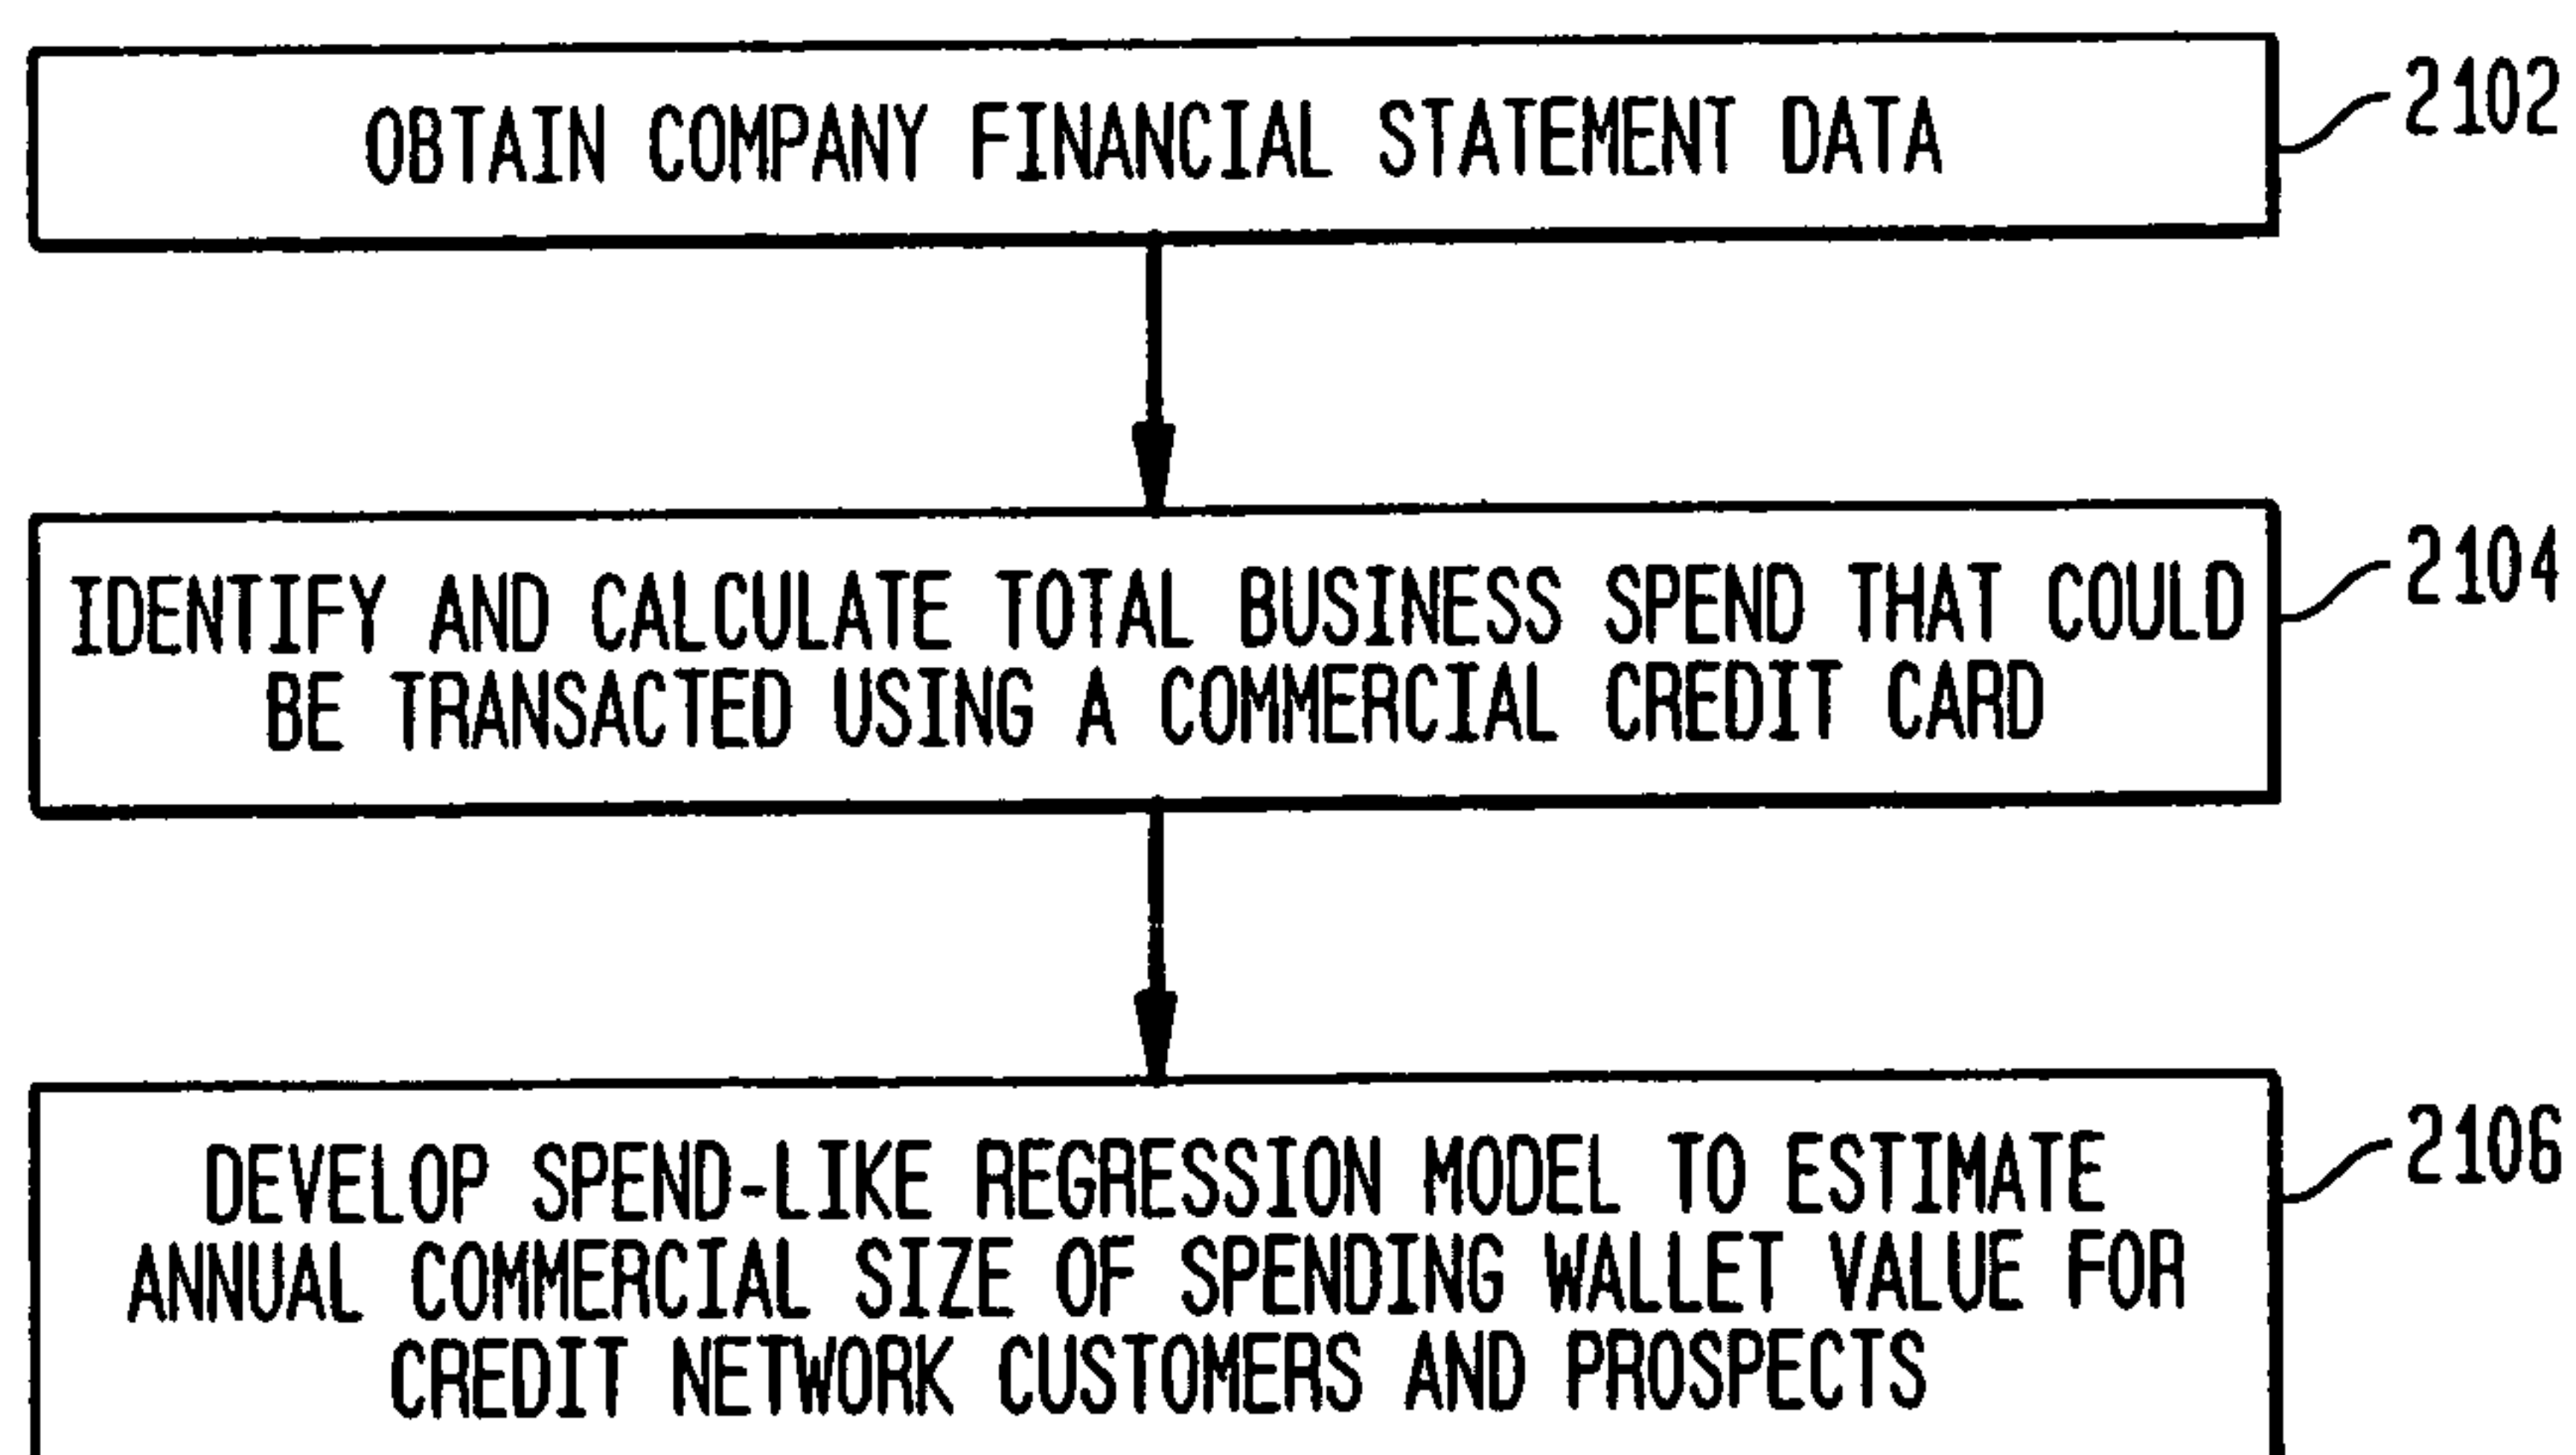 OBTAIN COMPANY FINANCIAL STATEMENT DATA
2102
IDENTIFY AND CALCULATE TOTAL BUSINESS SPEND THAT COULD
BE TRANSACTED USING A COMMERCIAL CREDIT CARD
2104
DEVELOP SPEND-LIKE REGRESSION MODEL TO ESTIMATE
ANNUAL COMMERCIAL SIZE OF SPENDING WALLET VALUE FOR
CREDIT NETWORK CUSTOMERS AND PROSPECTS
2106